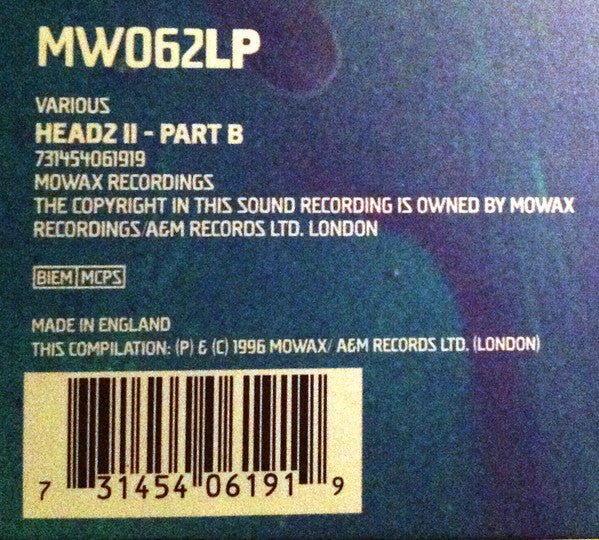 MW062LP
VARIOUS
HEADZ II - PART B
731454061919
MOWAX RECORDINGS
THE COPYRIGHT IN THIS SOUND RECORDING IS OWNED BY MOWAX
RECORDINGS/A&M RECORDS LTD. LONDON
BIEM MCPS
MADE IN ENGLAND
THIS COMPILATION: (P) & (C) 1996 MOWAX/ A&M RECORDS LTD. (LONDON)
7 31454 06191 9